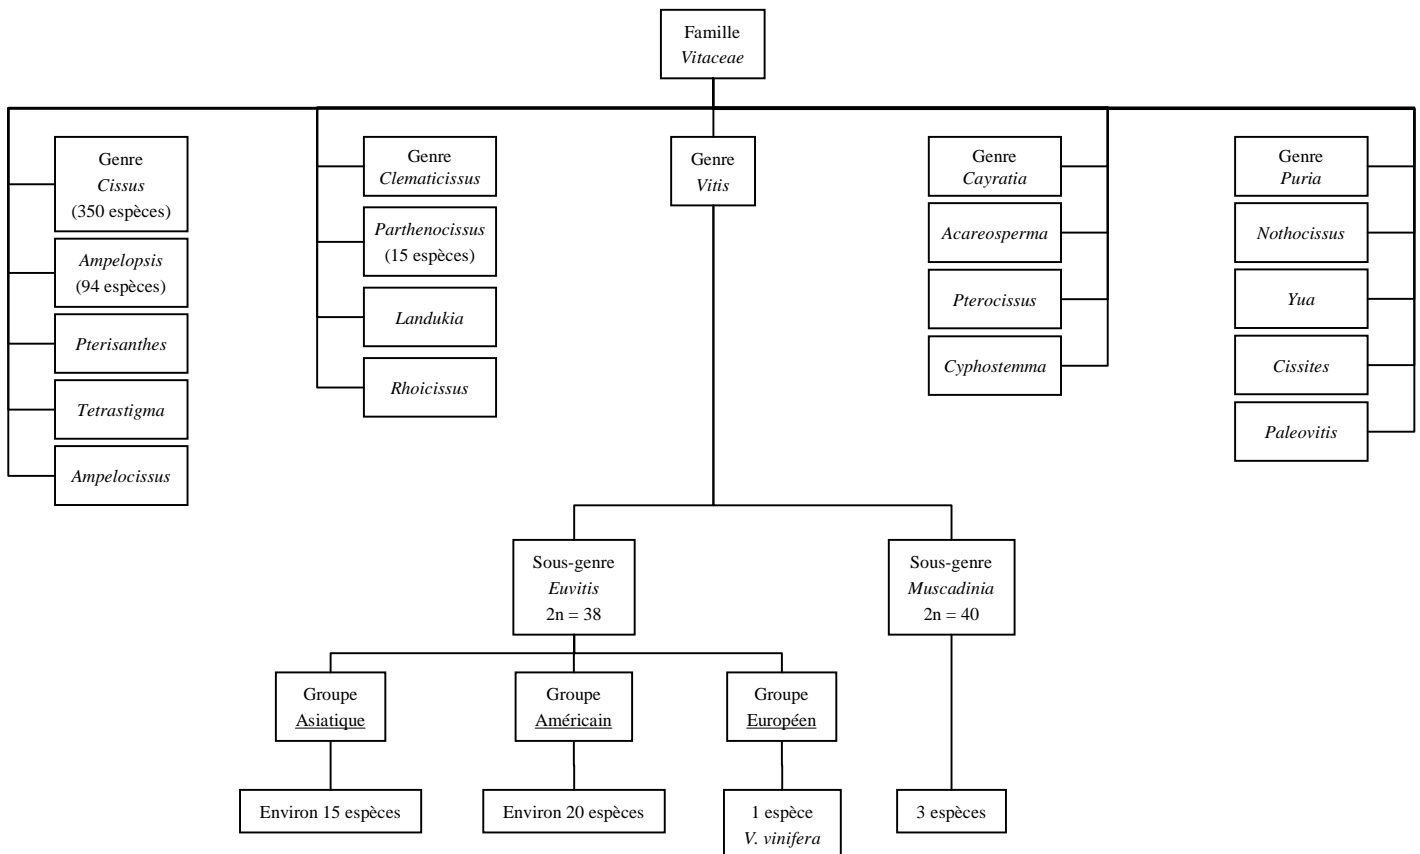 Famille
Vitaceae
Genre
Cissus
(350 espèces)
Ampelopsis
(94 espèces)
Pterisanthes
Tetrastigma
Ampelocissus
Genre
Clematicissus
Parthenocissus
(15 espèces)
Landukia
Rhoicissus
Genre
Vitis
Genre
Cayratia
Acareosperma
Pterocissus
Cyphostemma
Genre
Puria
Nothocissus
Yua
Cissites
Paleovitis
Sous-genre
Euvitis
2n = 38
Sous-genre
Muscadinia
2n = 40
Groupe
Asiatique
Groupe
Américain
Groupe
Européen
Environ 15 espèces
Environ 20 espèces
1 espèce
V. vinifera
3 espèces